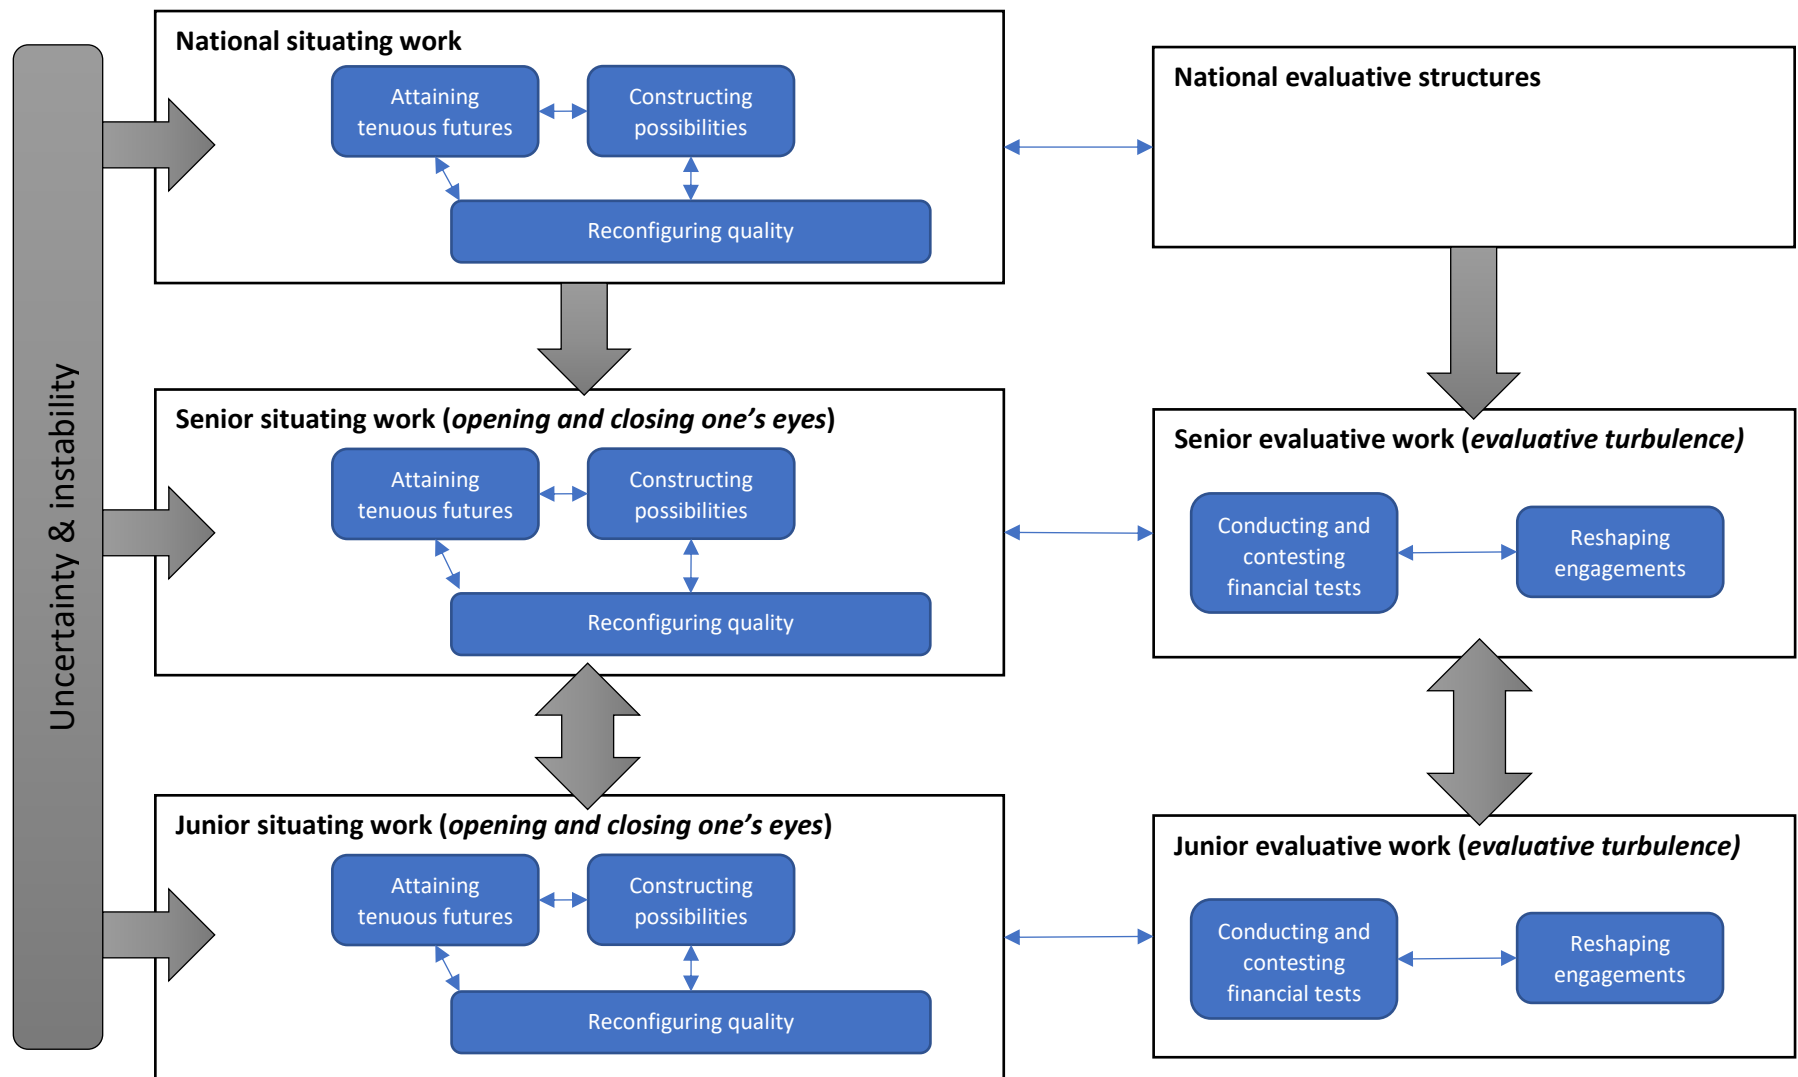 Uncertainty & instability
National situating work
Attaining
tenuous futures
Constructing
possibilities
Reconfiguring quality
National evaluative structures
Senior situating work (opening and closing one’s eyes)
Attaining
tenuous futures
Constructing
possibilities
Reconfiguring quality
Senior evaluative work (evaluative turbulence)
Conducting and
contesting
financial tests
Reshaping
engagements
Junior situating work (opening and closing one’s eyes)
Attaining
tenuous futures
Constructing
possibilities
Reconfiguring quality
Junior evaluative work (evaluative turbulence)
Conducting and
contesting
financial tests
Reshaping
engagements